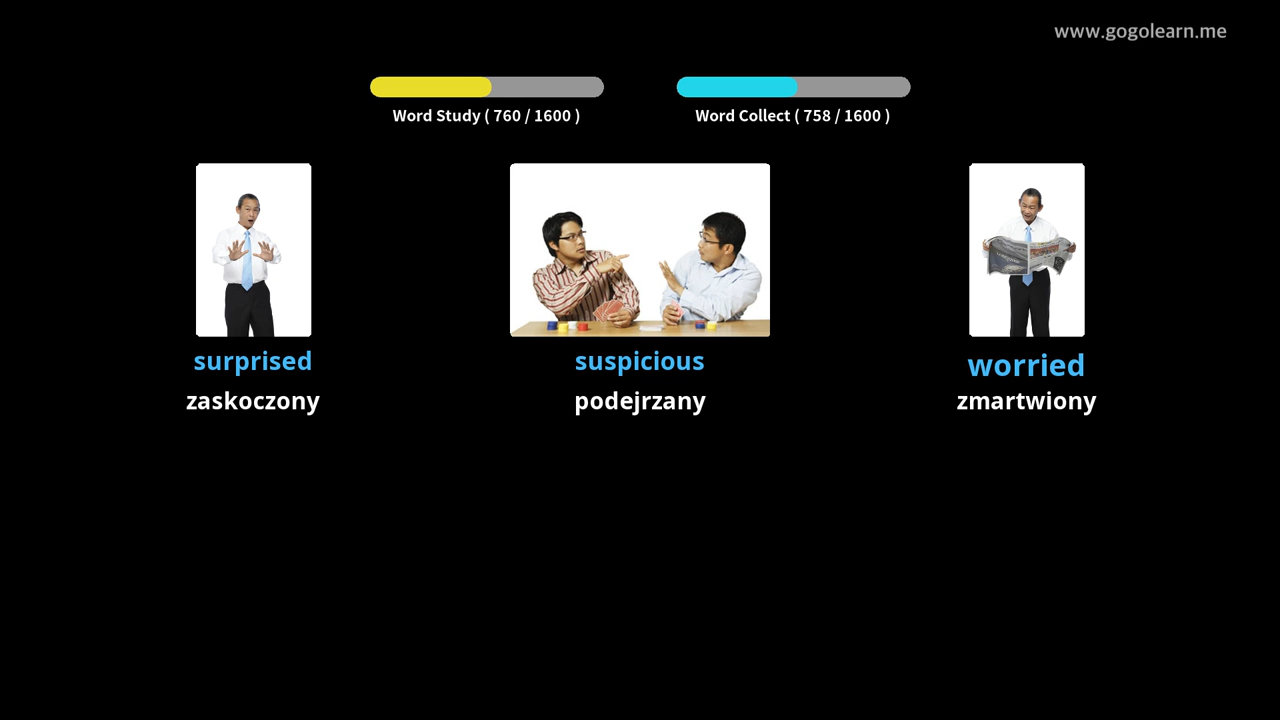 www.gogolearn.me
Word Study ( 760 / 1600 )
Word Collect ( 758 / 1600 )
surprised
suspicious
worried
zaskoczony
podejrzany
zmartwiony